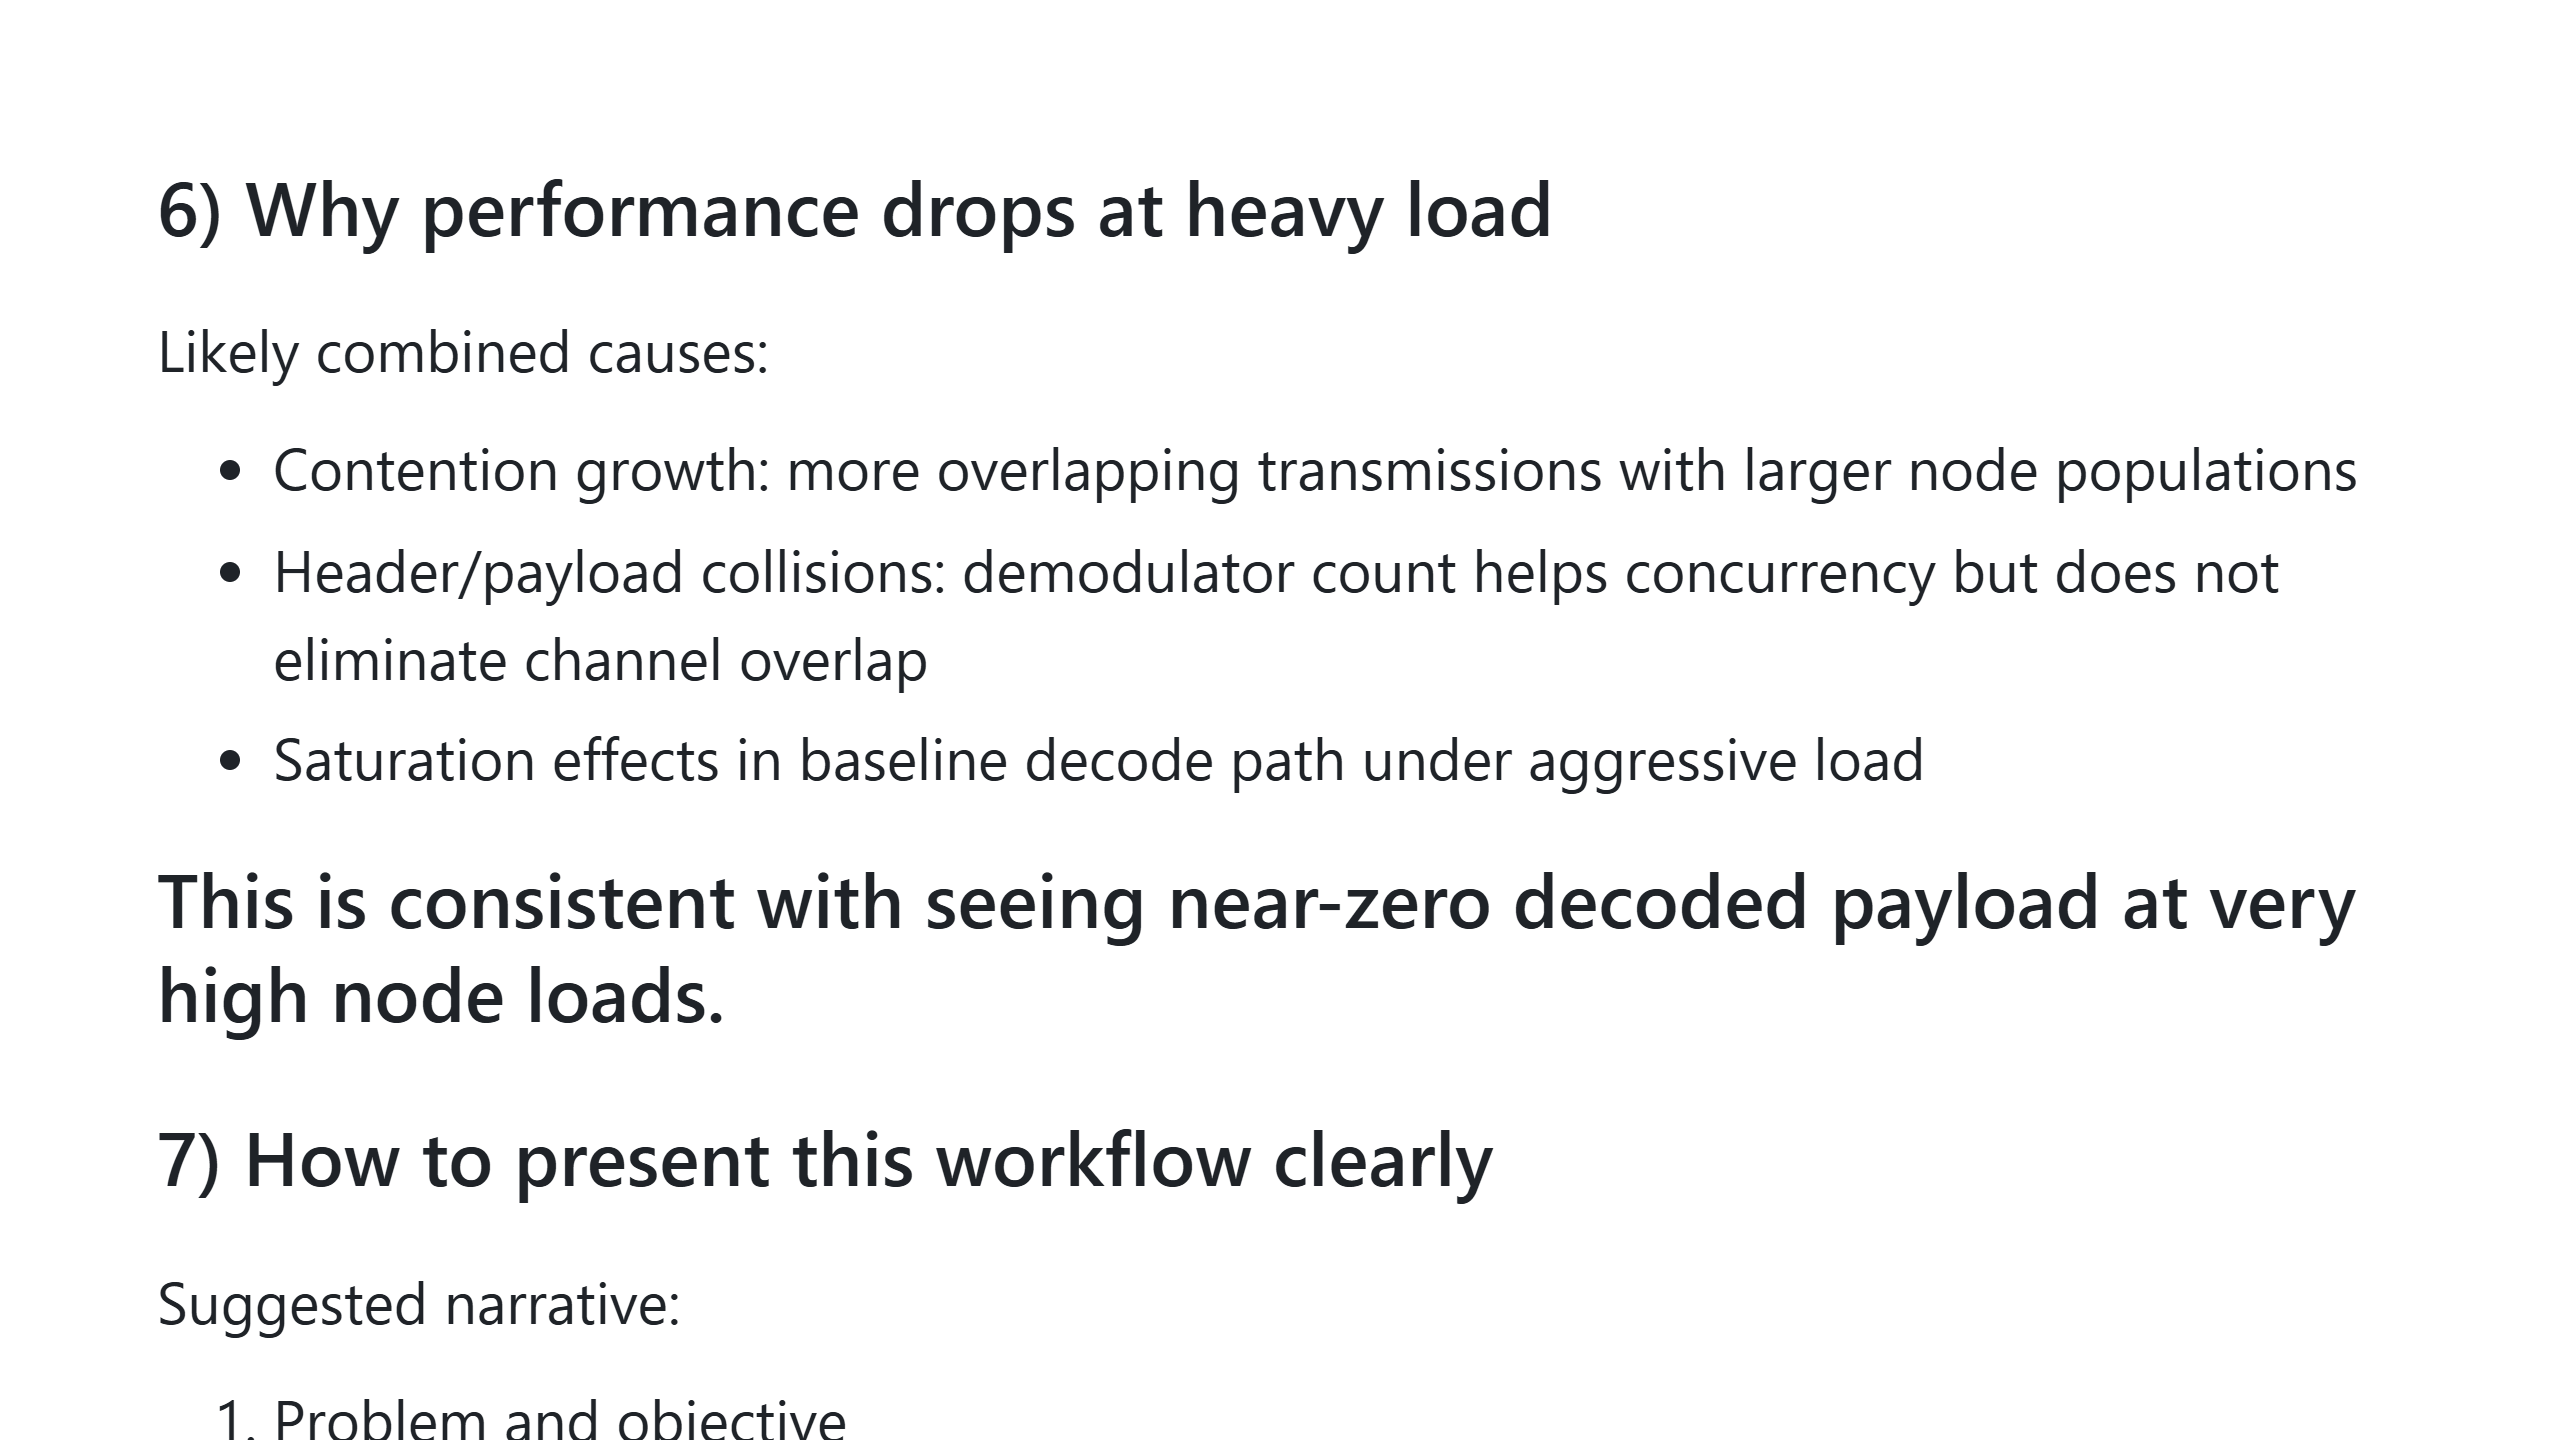 6) Why performance drops at heavy load
Likely combined causes:
• Contention growth: more overlapping transmissions with larger node populations
• Header/payload collisions: demodulator count helps concurrency but does not
eliminate channel overlap
• Saturation effects in baseline decode path under aggressive load
This is consistent with seeing near-zero decoded payload at very
high node loads.
7) How to present this workflow clearly
Suggested narrative:
1. Problem and objective